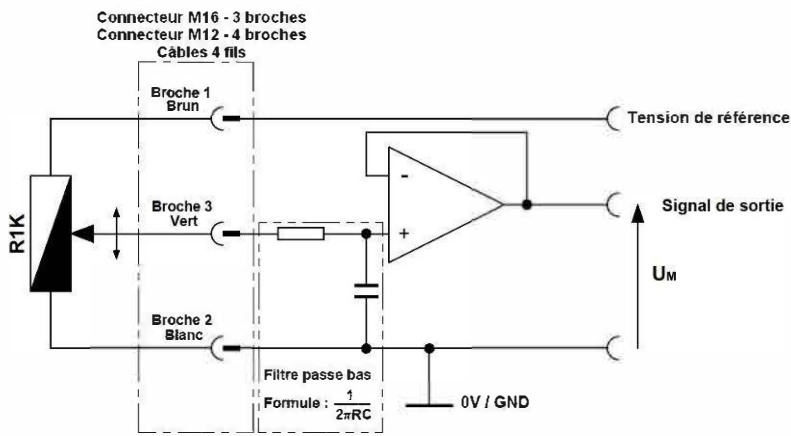 Connecteur M16 - 3 broches
Connecteur M12 - 4 broches
Câbles 4 fils
Broche 1
Brun
Tension de référence
-
Broche 3
Vert
+
Signal de sortie
R1K
UM
Broche 2
Blanc
Filtre passe bas
Formule : 1
2πRC
0V / GND